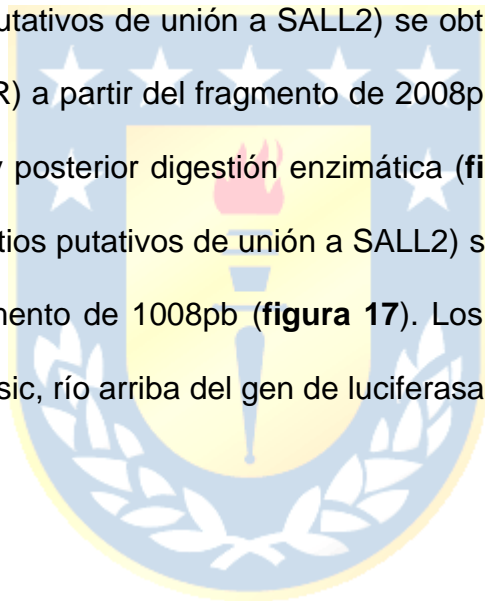 utativos de unión a SALL2) se obt
R) a partir del fragmento de 2008p
y posterior digestión enzimática (fi
tios putativos de unión a SALL2) s
mento de 1008pb (figura 17). Los
sic, río arriba del gen de luciferasa